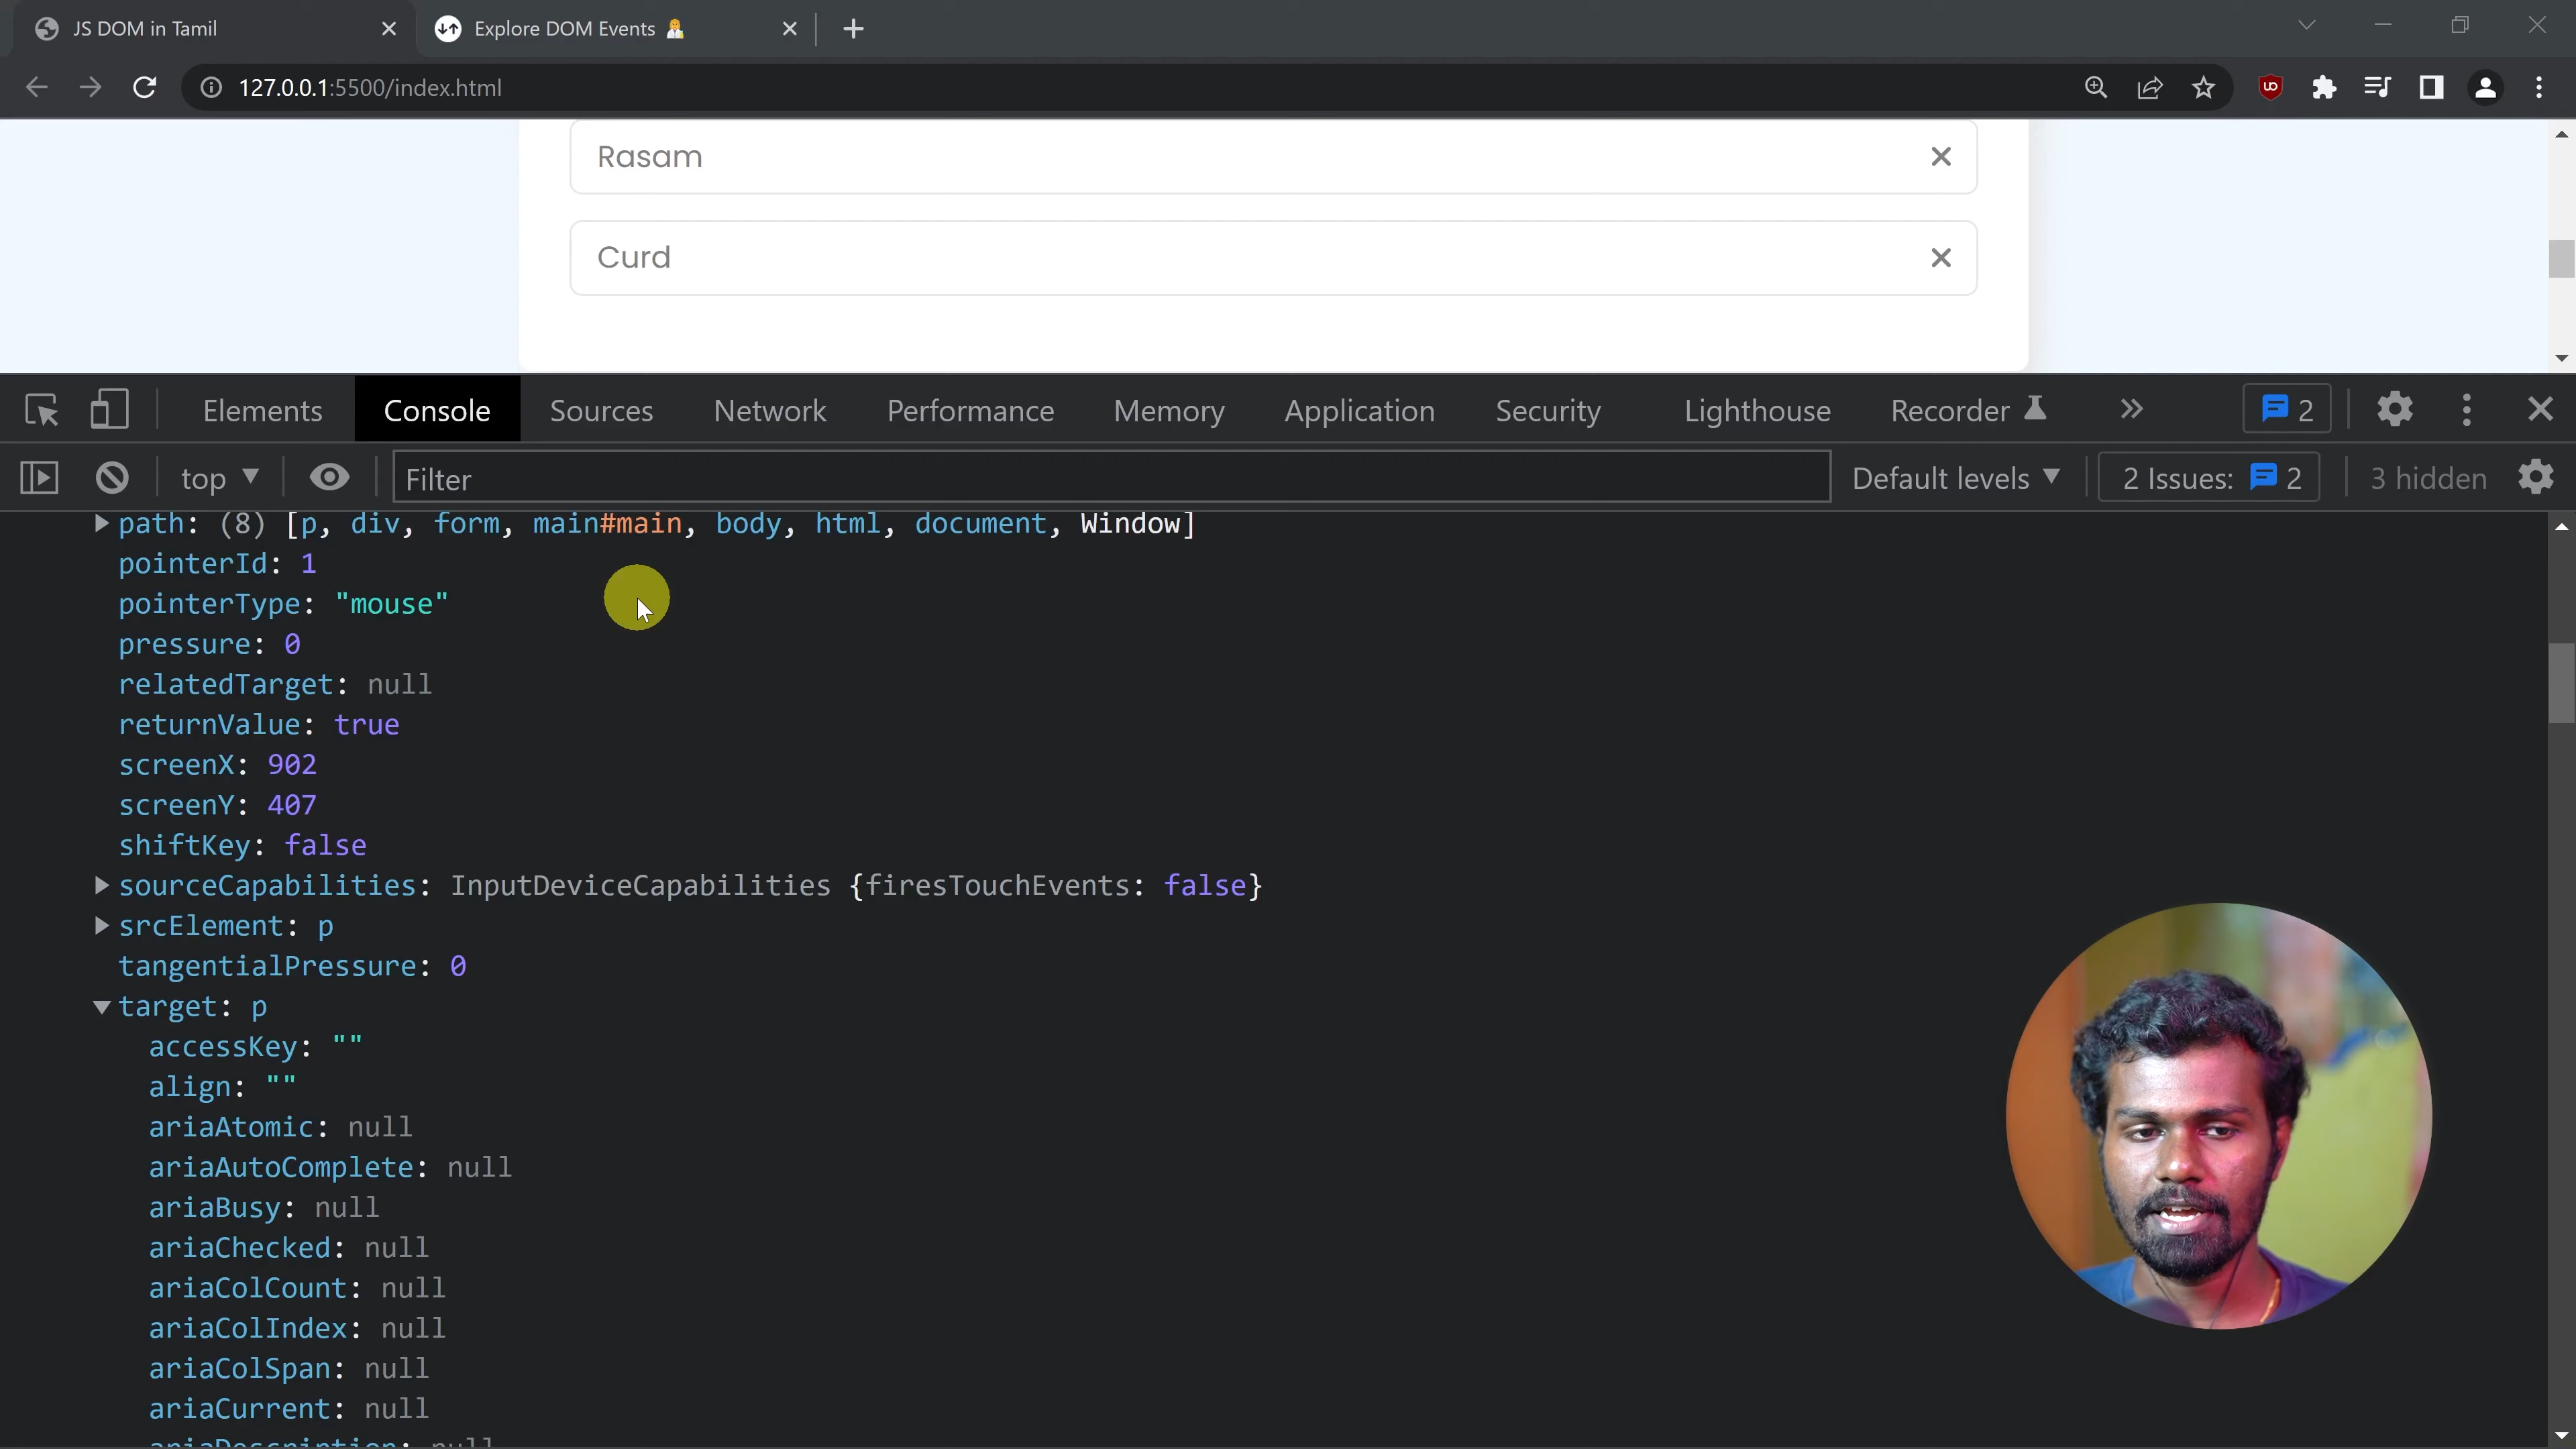 JS DOM in Tamil
Explore DOM Events
127.0.0.1:5500/index.html
Rasam
Curd
Elements Console Sources Network Performance Memory Application Security Lighthouse Recorder 2
top Filter Default levels 2 Issues: 2 3 hidden
path: (8) [p, div, form, main#main, body, html, document, Window]
pointerId: 1
pointerType: "mouse"
pressure: 0
relatedTarget: null
returnValue: true
screenX: 902
screenY: 407
shiftKey: false
sourceCapabilities: InputDeviceCapabilities {firesTouchEvents: false}
srcElement: p
tangentialPressure: 0
target: p
accessKey: ""
align: ""
ariaAtomic: null
ariaAutoComplete: null
ariaBusy: null
ariaChecked: null
ariaColCount: null
ariaColIndex: null
ariaColSpan: null
ariaCurrent: null
ariaDescription: null